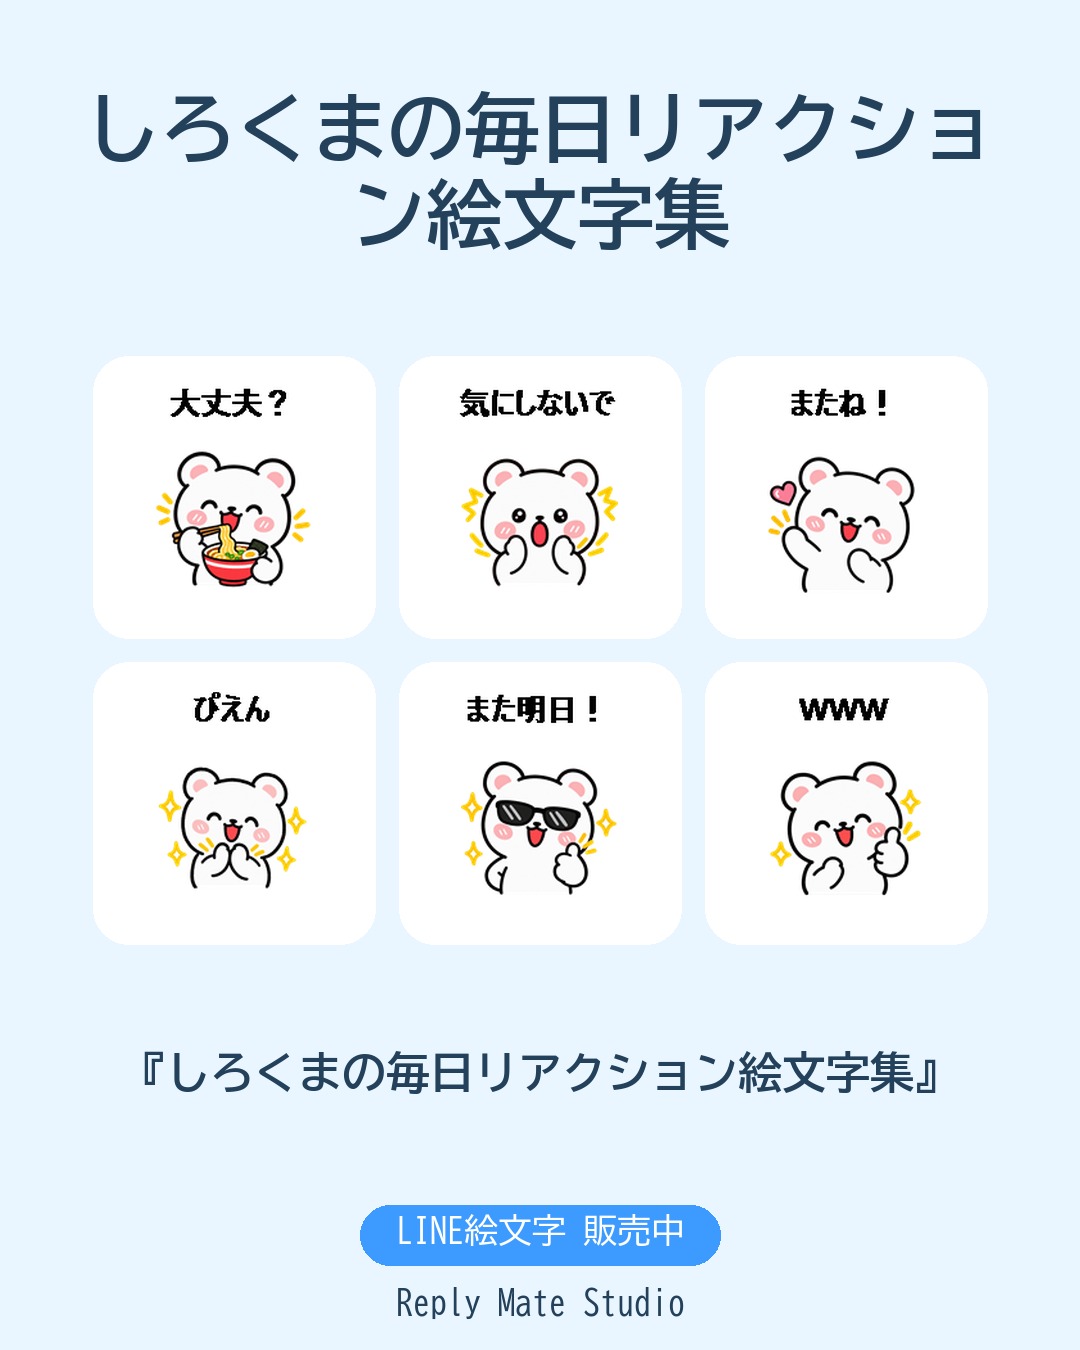 しろくまの毎日リアクショ
ン絵文字集
大丈夫？
気にしないで
またね！
ぴえん
また明日！
www
『しろくまの毎日リアクション絵文字集』
LINE絵文字 販売中
Reply Mate Studio